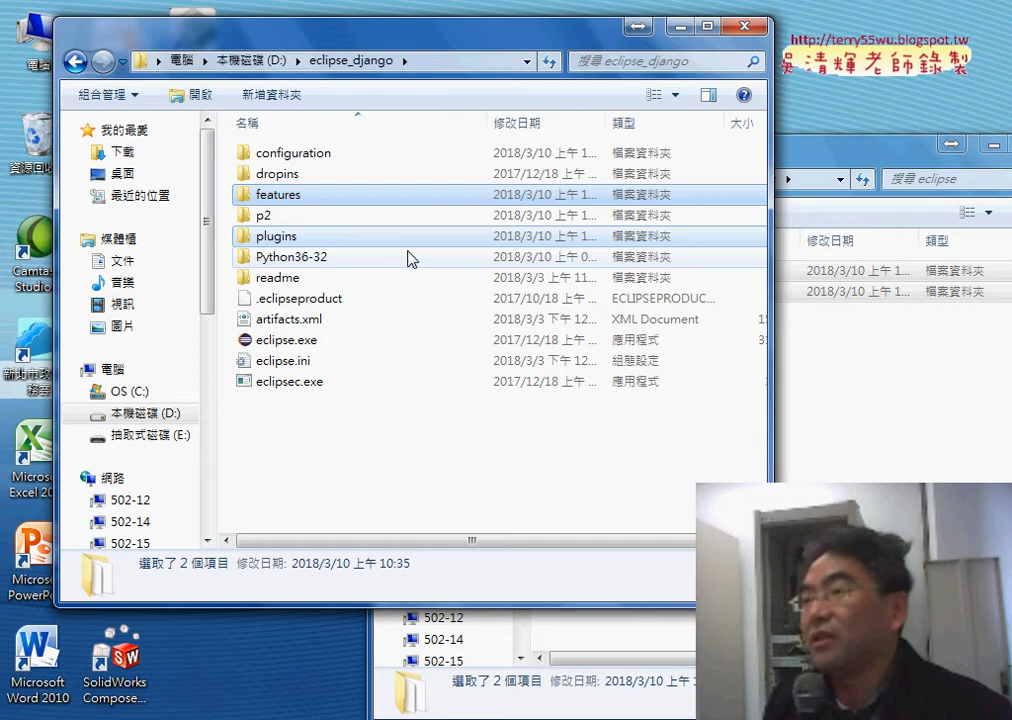 http://terry55wu.blogspot.tw
吳清輝老師錄製
電腦
資源回收
Camtas
Studio
Micros
Excel 20
Micros
PowerP
Microsoft
Word 2010
SolidWorks
Compose...
電腦 本機磁碟 (D:) eclipse_django
搜尋 eclipse_django
組合管理 開啟 新增資料夾
我的最愛
下載
桌面
最近的位置
媒體櫃
文件
音樂
視訊
圖片
電腦
OS (C:)
本機磁碟 (D:)
抽取式磁碟 (E:)
網路
502-12
502-14
502-15
名稱 修改日期 類型 大小
configuration 2018/3/10 上午 1... 檔案資料夾
dropins 2017/12/18 上午 ... 檔案資料夾
features 2018/3/10 上午 1... 檔案資料夾
p2 2018/3/10 上午 1... 檔案資料夾
plugins 2018/3/10 上午 1... 檔案資料夾
Python36-32 2018/3/10 上午 0... 檔案資料夾
readme 2018/3/3 上午 11... 檔案資料夾
.eclipseproduct 2017/10/18 上午 ... ECLIPSEPRODUC...
artifacts.xml 2018/3/3 下午 12... XML Document 15
eclipse.exe 2017/12/18 上午 ... 應用程式 31
eclipse.ini 2018/3/3 下午 12... 組態設定
eclipsec.exe 2017/12/18 上午 ... 應用程式
選取了 2 個項目 修改日期: 2018/3/10 上午 10:35
搜尋 eclipse
修改日期 類型
2018/3/10 上午 1... 檔案資料夾
2018/3/10 上午 1... 檔案資料夾
502-12
502-14
502-15
選取了 2 個項目 修改日期: 2018/3/10 上午 1